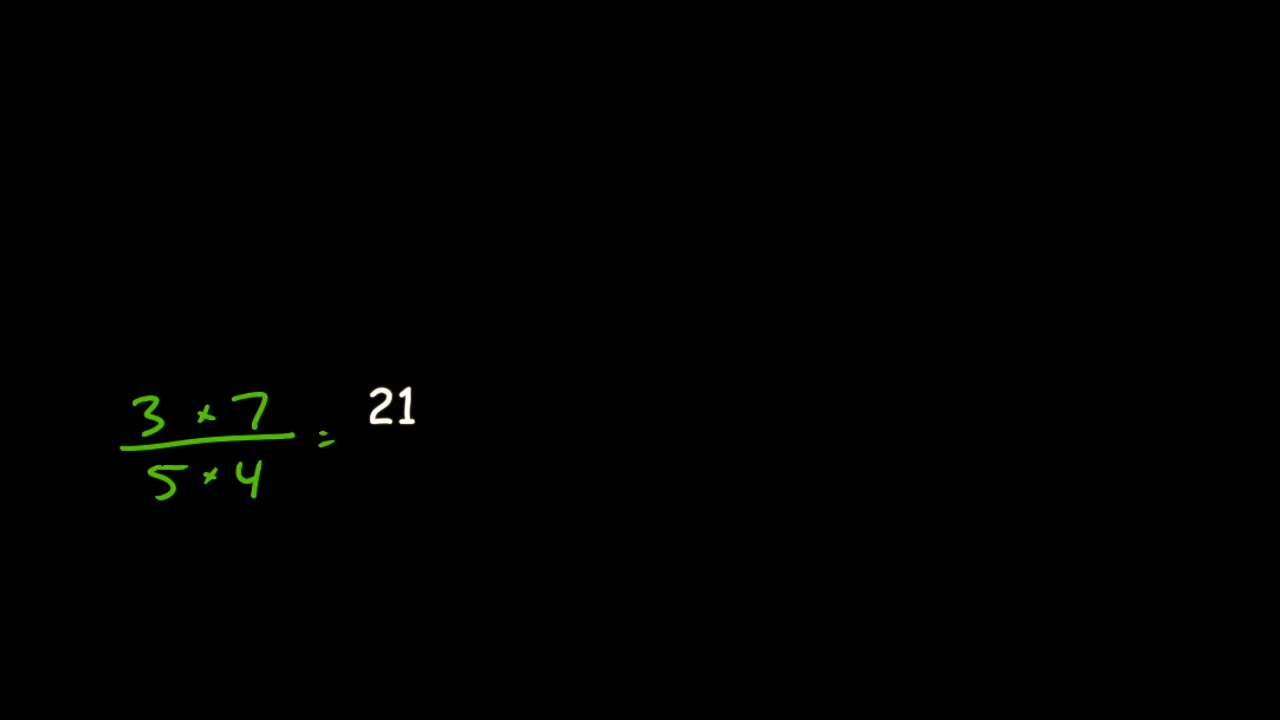 3 × 7 = 21
5 × 4